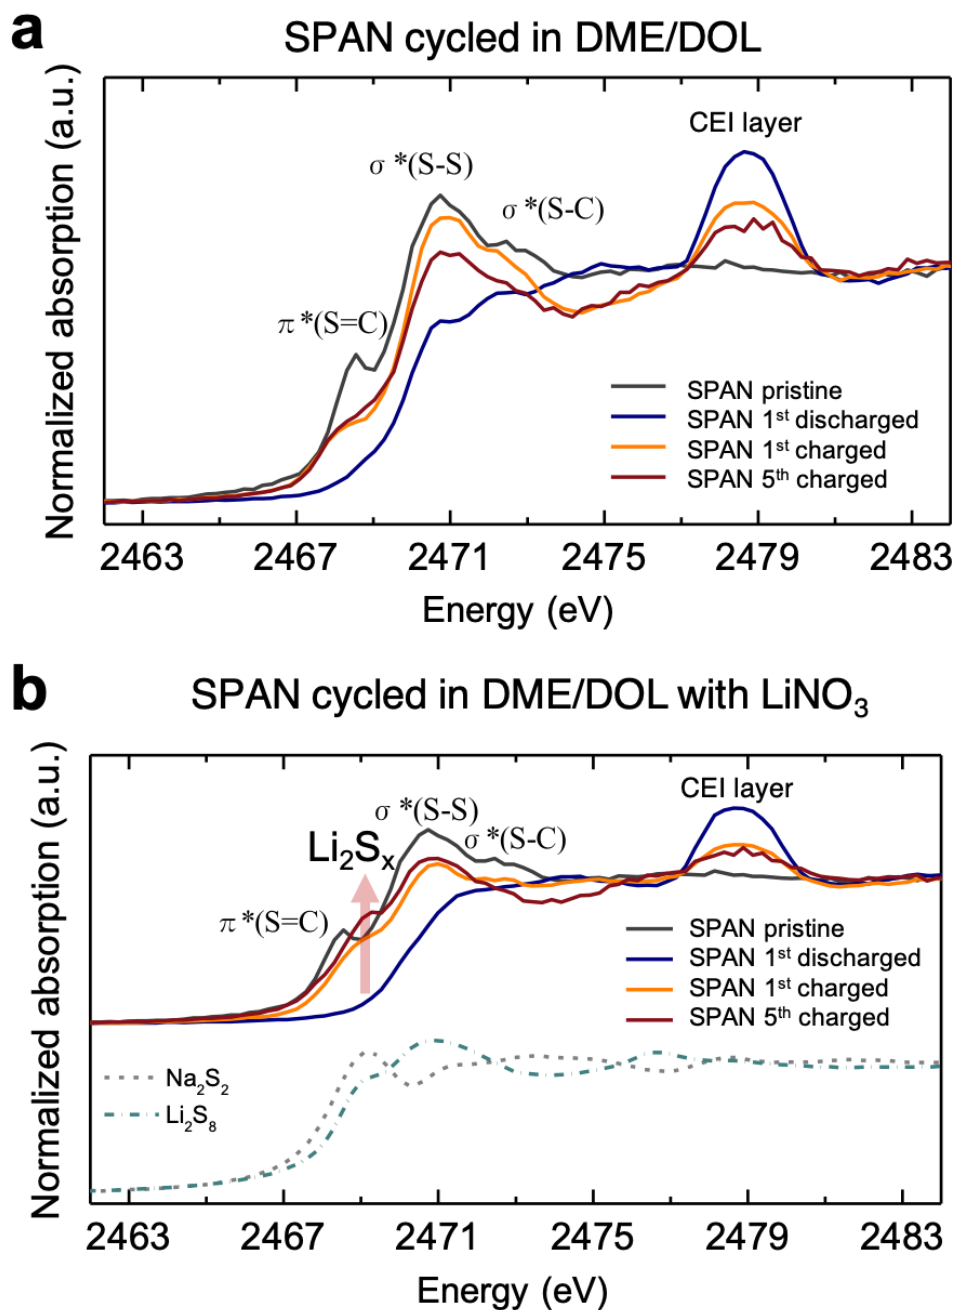 a
SPAN cycled in DME/DOL
Normalized absorption (a.u.)
CEI layer
σ *(S-S)
σ *(S-C)
π *(S=C)
SPAN pristine
SPAN 1st discharged
SPAN 1st charged
SPAN 5th charged
2463 2467 2471 2475 2479 2483
Energy (eV)
b
SPAN cycled in DME/DOL with LiNO3
Normalized absorption (a.u.)
CEI layer
σ *(S-S)
σ *(S-C)
Li2Sx
π *(S=C)
SPAN pristine
SPAN 1st discharged
SPAN 1st charged
SPAN 5th charged
Na2S2
Li2S8
2463 2467 2471 2475 2479 2483
Energy (eV)